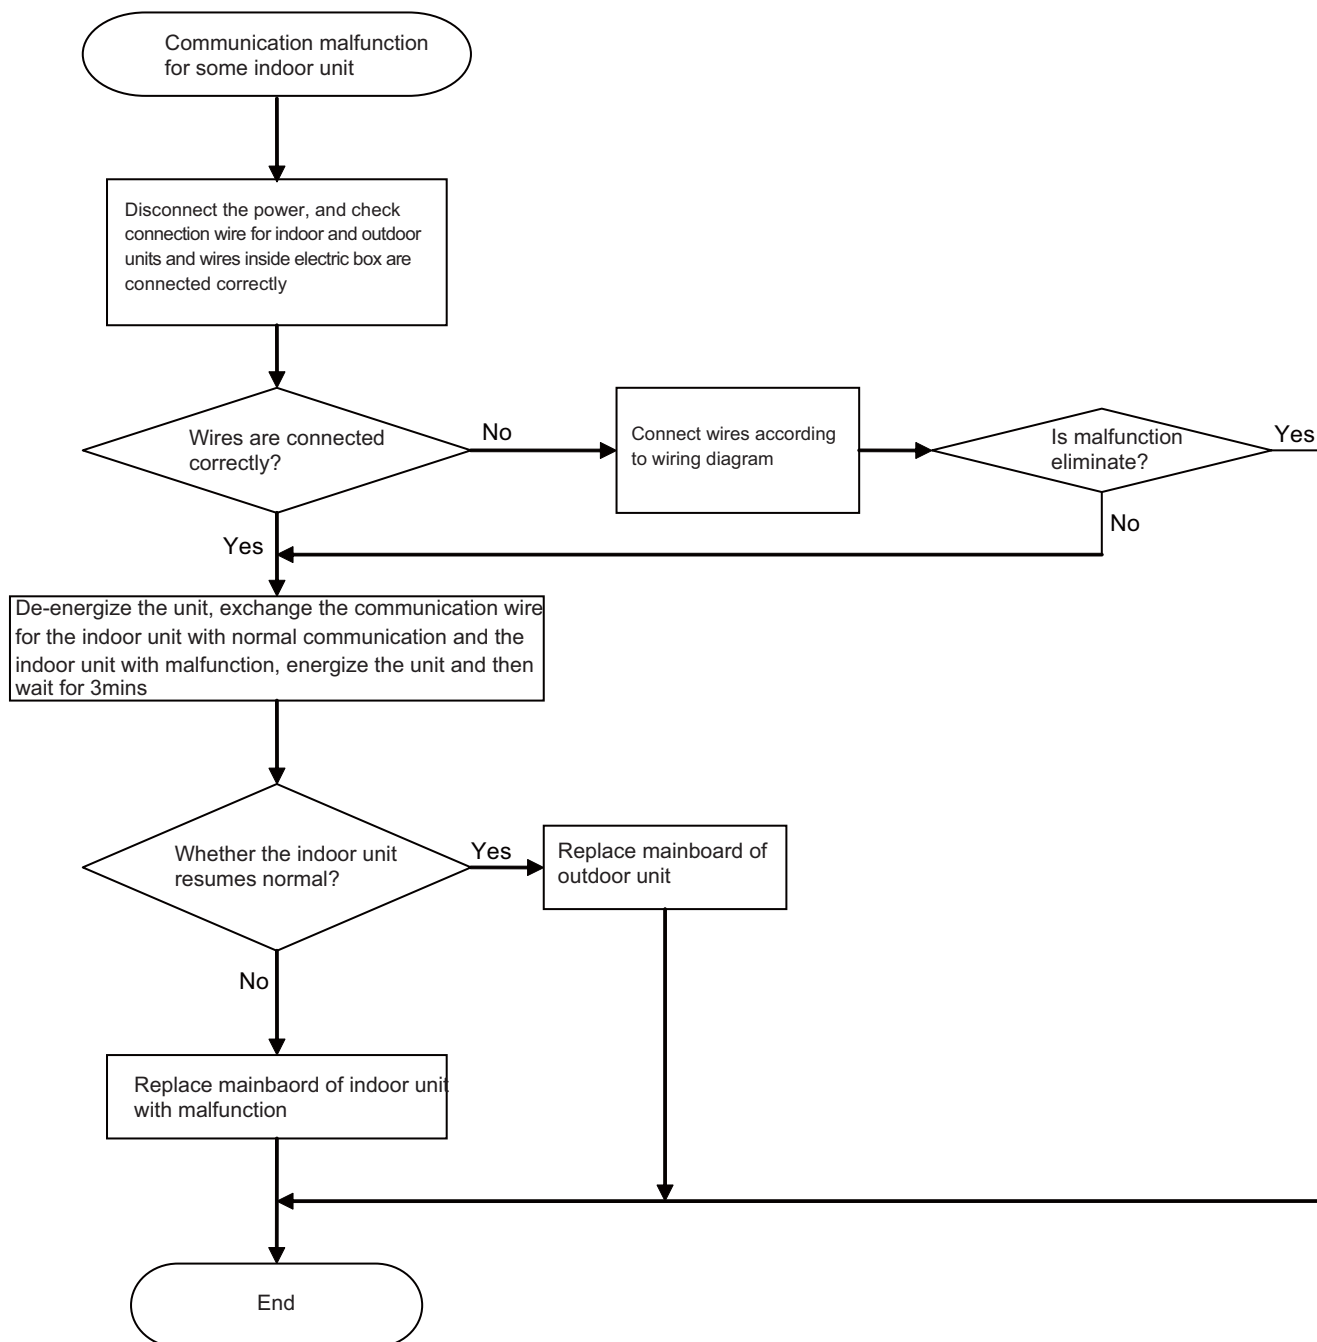 Communication malfunction
for some indoor unit
Disconnect the power, and check
connection wire for indoor and outdoor
units and wires inside electric box are
connected correctly
Wires are connected
correctly?
No
Connect wires according
to wiring diagram
Is malfunction
eliminate?
Yes
No
Yes
De-energize the unit, exchange the communication wire
for the indoor unit with normal communication and the
indoor unit with malfunction, energize the unit and then
wait for 3mins
Whether the indoor unit
resumes normal?
Yes
Replace mainboard of
outdoor unit
No
Replace mainbaord of indoor unit
with malfunction
End